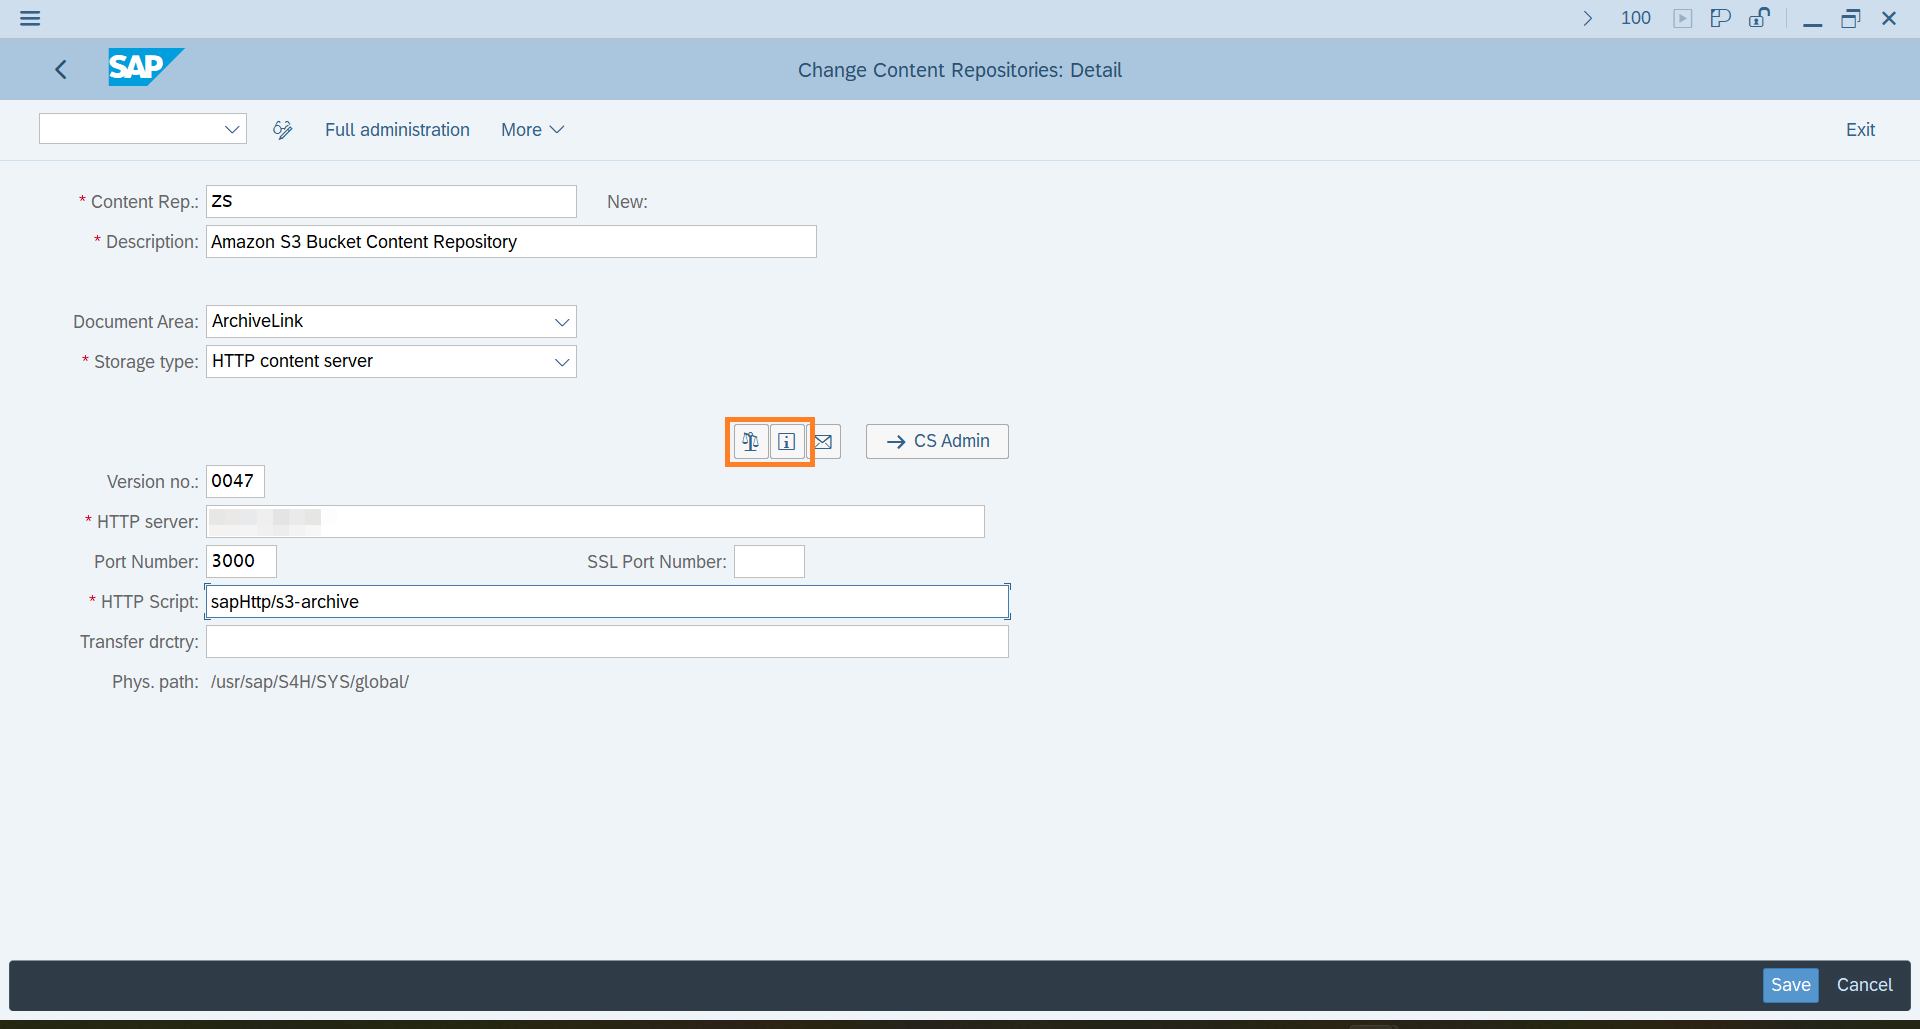 100
SAP
Change Content Repositories: Detail
Full administration
More
Exit
* Content Rep.: ZS
New:
* Description: Amazon S3 Bucket Content Repository
Document Area: ArchiveLink
* Storage type: HTTP content server
CS Admin
Version no.: 0047
* HTTP server:
Port Number: 3000
SSL Port Number:
* HTTP Script: sapHttp/s3-archive
Transfer drctry:
Phys. path: /usr/sap/S4H/SYS/global/
Save
Cancel